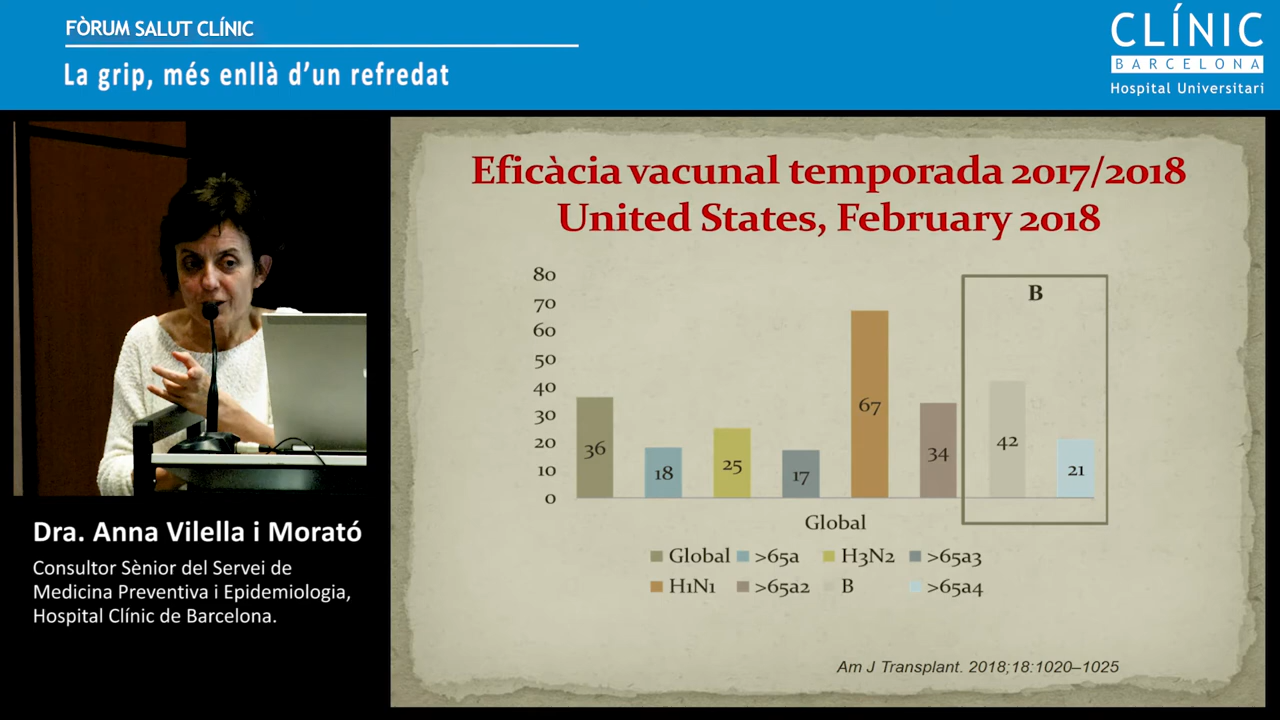 FÒRUM SALUT CLÍNIC
La grip, més enllà d'un refredat
CLÍNIC
BARCELONA
Hospital Universitari
Eficàcia vacunal temporada 2017/2018
United States, February 2018
80
70
60
50
40
30
20
10
0
36
18
25
17
67
34
B
42
21
Global
Global >65a H3N2 >65a3
H1N1 >65a2 B >65a4
Am J Transplant. 2018;18:1020–1025
Dra. Anna Vilella i Morató
Consultor Sènior del Servei de
Medicina Preventiva i Epidemiologia,
Hospital Clínic de Barcelona.